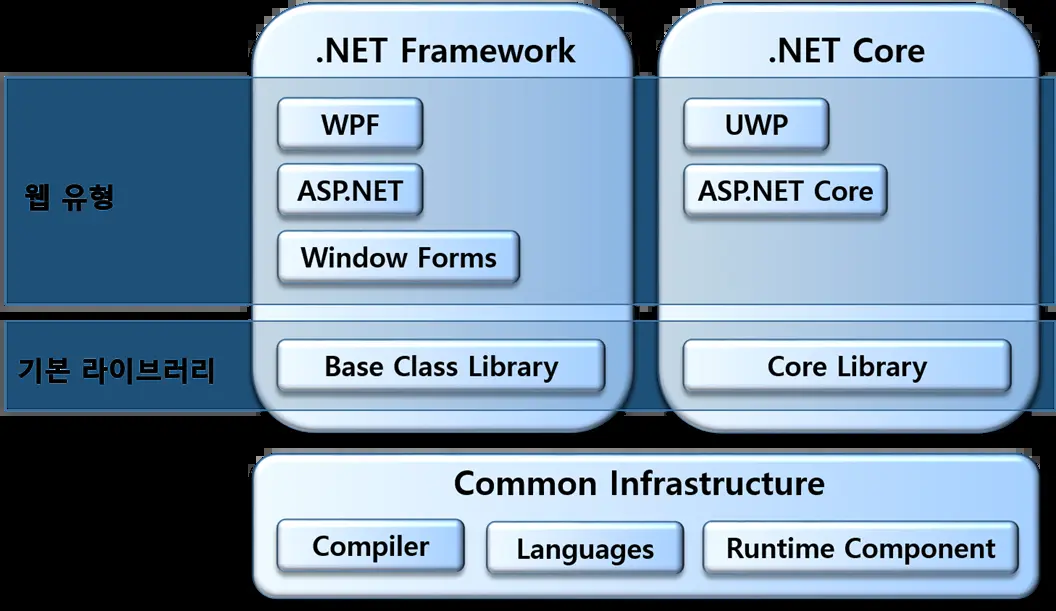 .NET Framework
.NET Core
웹 유형
WPF
ASP.NET
Window Forms
UWP
ASP.NET Core
기본 라이브러리
Base Class Library
Core Library
Common Infrastructure
Compiler
Languages
Runtime Component